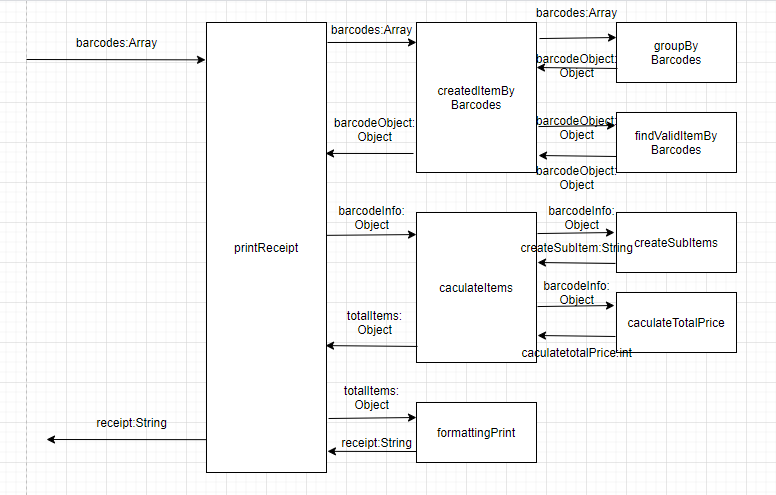 barcodes:Array
barcodes:Array
barcodes:Array
groupBy
Barcodes
barcodeObject:
Object
createdItemBy
Barcodes
barcodeObject:
Object
barcodeObject:
Object
findValidItemBy
Barcodes
barcodeObject:
Object
printReceipt
barcodeInfo:
Object
barcodeInfo:
Object
createSubItems
createSubItem:String
caculateItems
barcodeInfo:
Object
totalItems:
Object
caculateTotalPrice
caculatetotalPrice:int
totalItems:
Object
receipt:String
formattingPrint
receipt:String